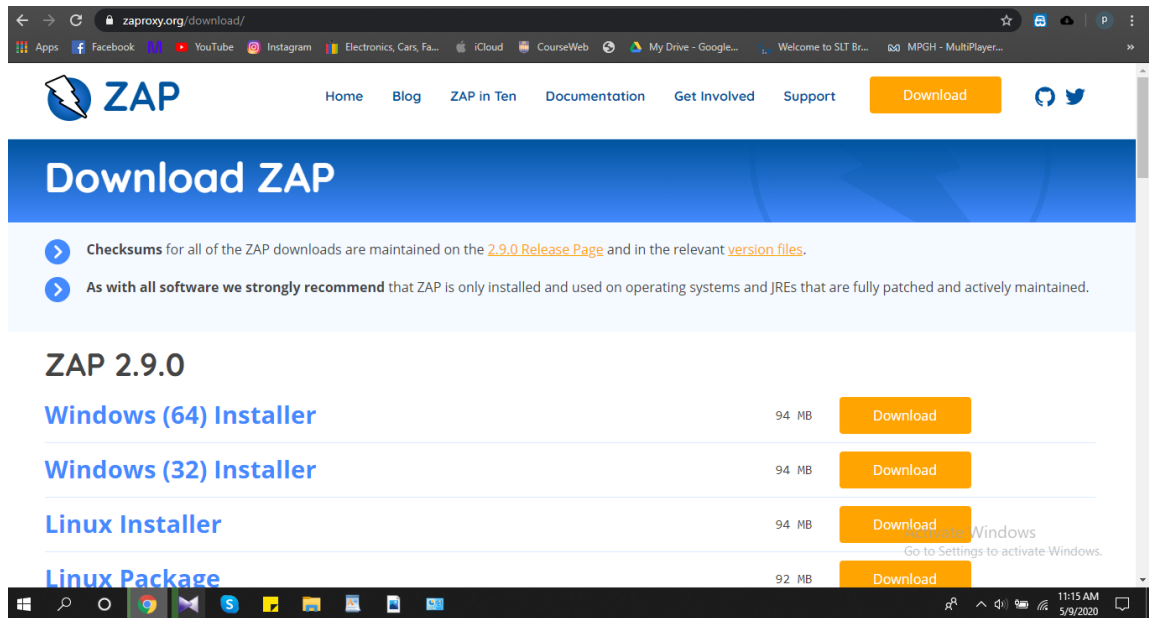 zaproxy.org/download/
P
Apps Facebook M YouTube Instagram Electronics, Cars, Fa... iCloud CourseWeb My Drive - Google... Welcome to SLT Br... MPGH - MultiPlayer... »
ZAP Home Blog ZAP in Ten Documentation Get Involved Support Download
Download ZAP
Checksums for all of the ZAP downloads are maintained on the 2.9.0 Release Page and in the relevant version files.
As with all software we strongly recommend that ZAP is only installed and used on operating systems and JREs that are fully patched and actively maintained.
ZAP 2.9.0
Windows (64) Installer 94 MB Download
Windows (32) Installer 94 MB Download
Linux Installer 94 MB Download
Activate Windows
Go to Settings to activate Windows.
Linux Package 92 MB Download
11:15 AM
5/9/2020